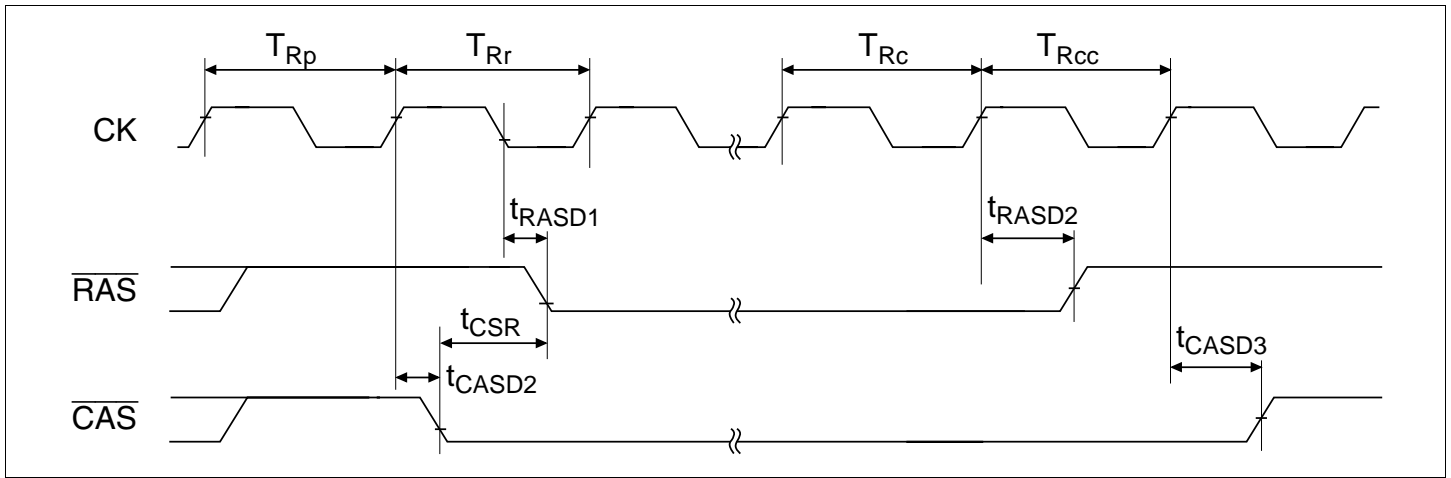 TRp TRr TRc TRcc
CK
tRASD1 tRASD2
RAS
tCSR
tCASD3
tCASD2
CAS